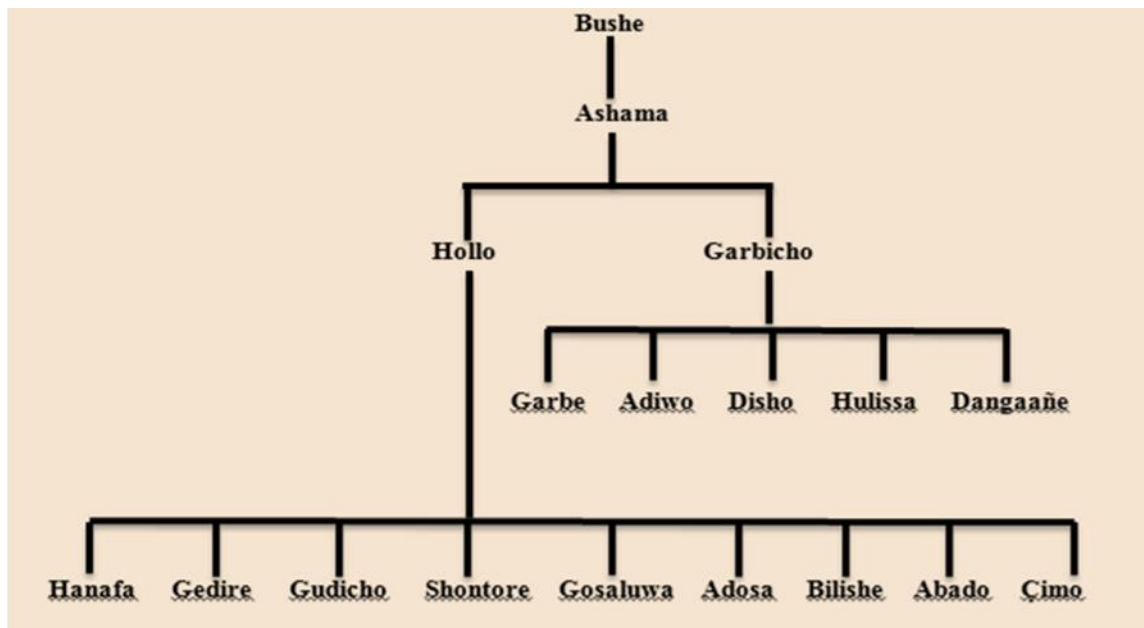 Bushe
Ashama
Hollo Garbicho
Garbe Adiwo Disho Hulissa Dangaañe
Hanafa Gedire Gudicho Shontore Gosaluwa Adosa Bilishe Abado Çimo